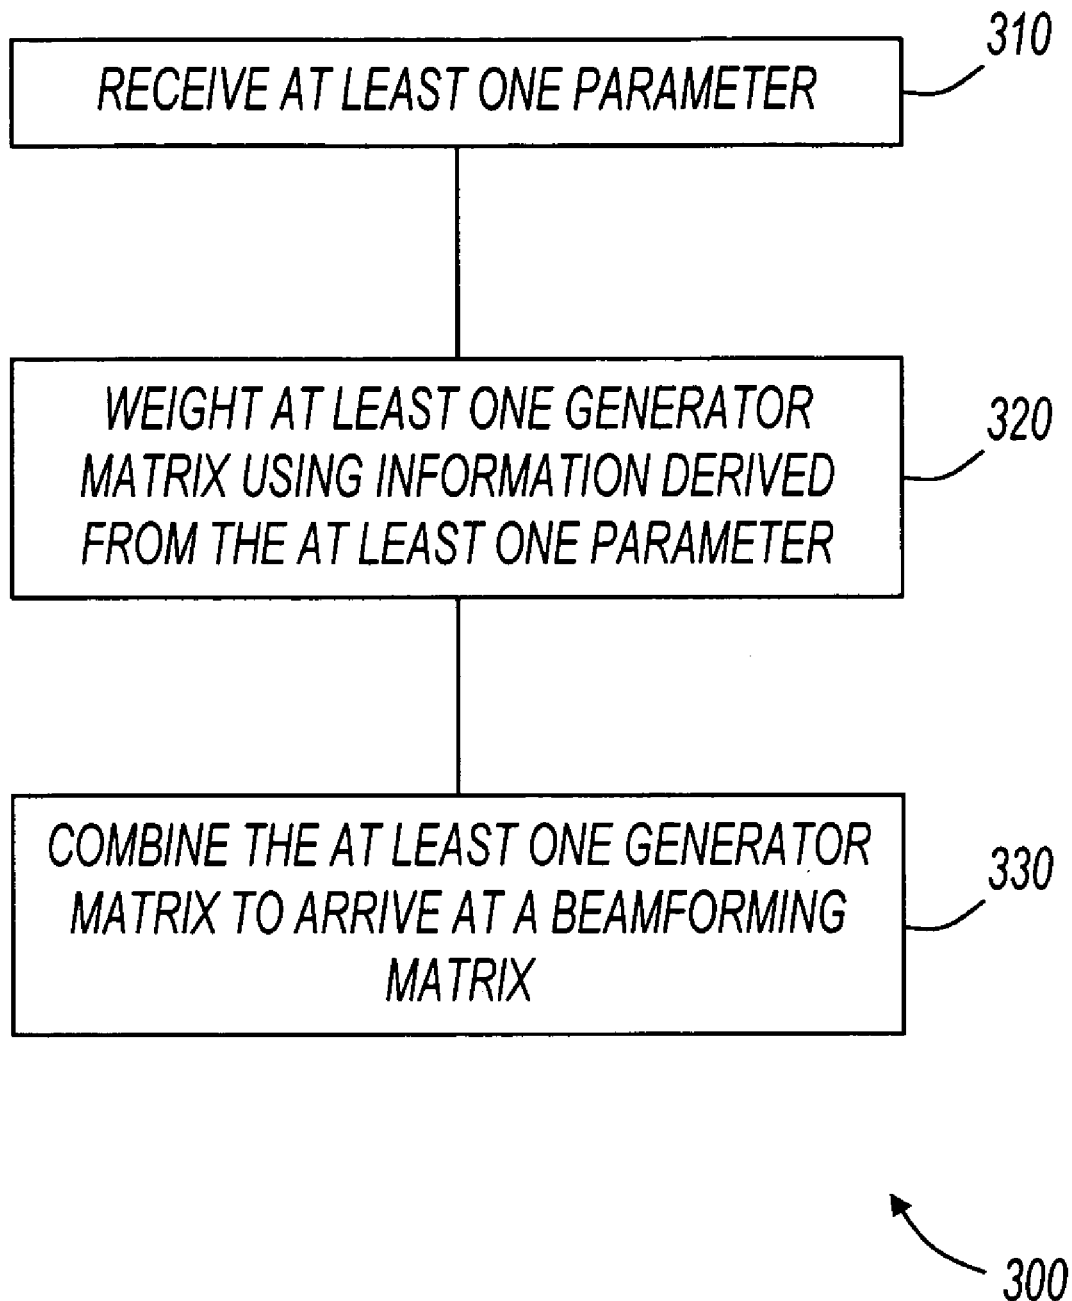 310
RECEIVE AT LEAST ONE PARAMETER
WEIGHT AT LEAST ONE GENERATOR
MATRIX USING INFORMATION DERIVED
FROM THE AT LEAST ONE PARAMETER
320
COMBINE THE AT LEAST ONE GENERATOR
MATRIX TO ARRIVE AT A BEAMFORMING
MATRIX
330
300